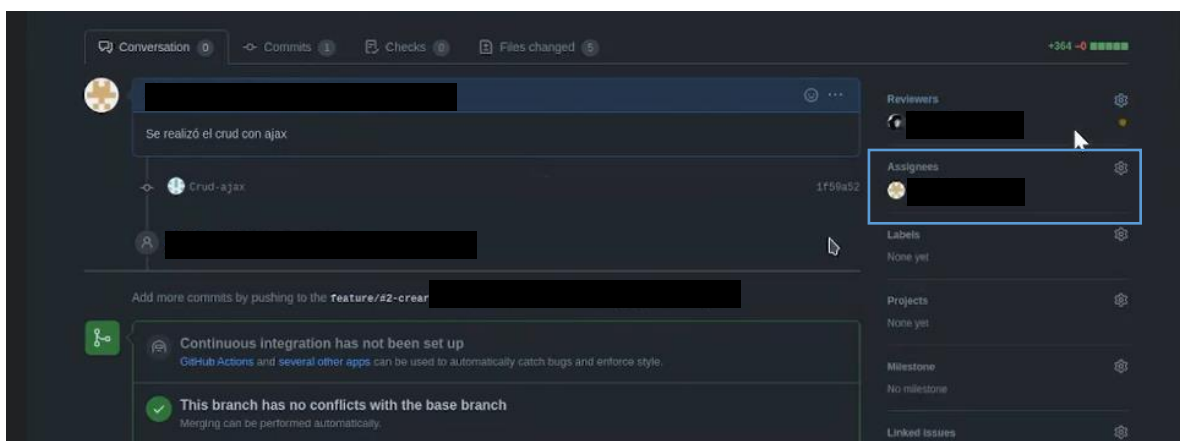 Conversation 0
Commits 1
Checks 0
Files changed 5
+364 −0
Se realizó el crud con ajax
Crud-ajax
1f59a52
Add more commits by pushing to the feature/#2-crear
Continuous integration has not been set up
GitHub Actions and several other apps can be used to automatically catch bugs and enforce style.
This branch has no conflicts with the base branch
Merging can be performed automatically.
Reviewers
Assignees
Labels
None yet
Projects
None yet
Milestone
No milestone
Linked issues